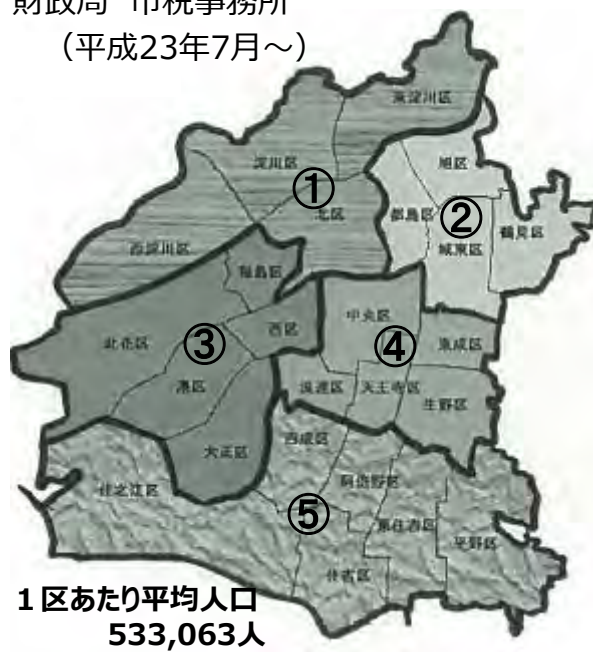 財政局 市税事務所
（平成23年7月～）
東淀川区
淀川区
旭区
①
北区
都島区
②
鶴見区
城東区
西淀川区
福島区
中央区
西区
此花区
③
④
東成区
港区
浪速区
天王寺区
生野区
大正区
西成区
阿倍野区
住之江区
⑤
東住吉区
平野区
住吉区
１区あたり平均人口
533,063人